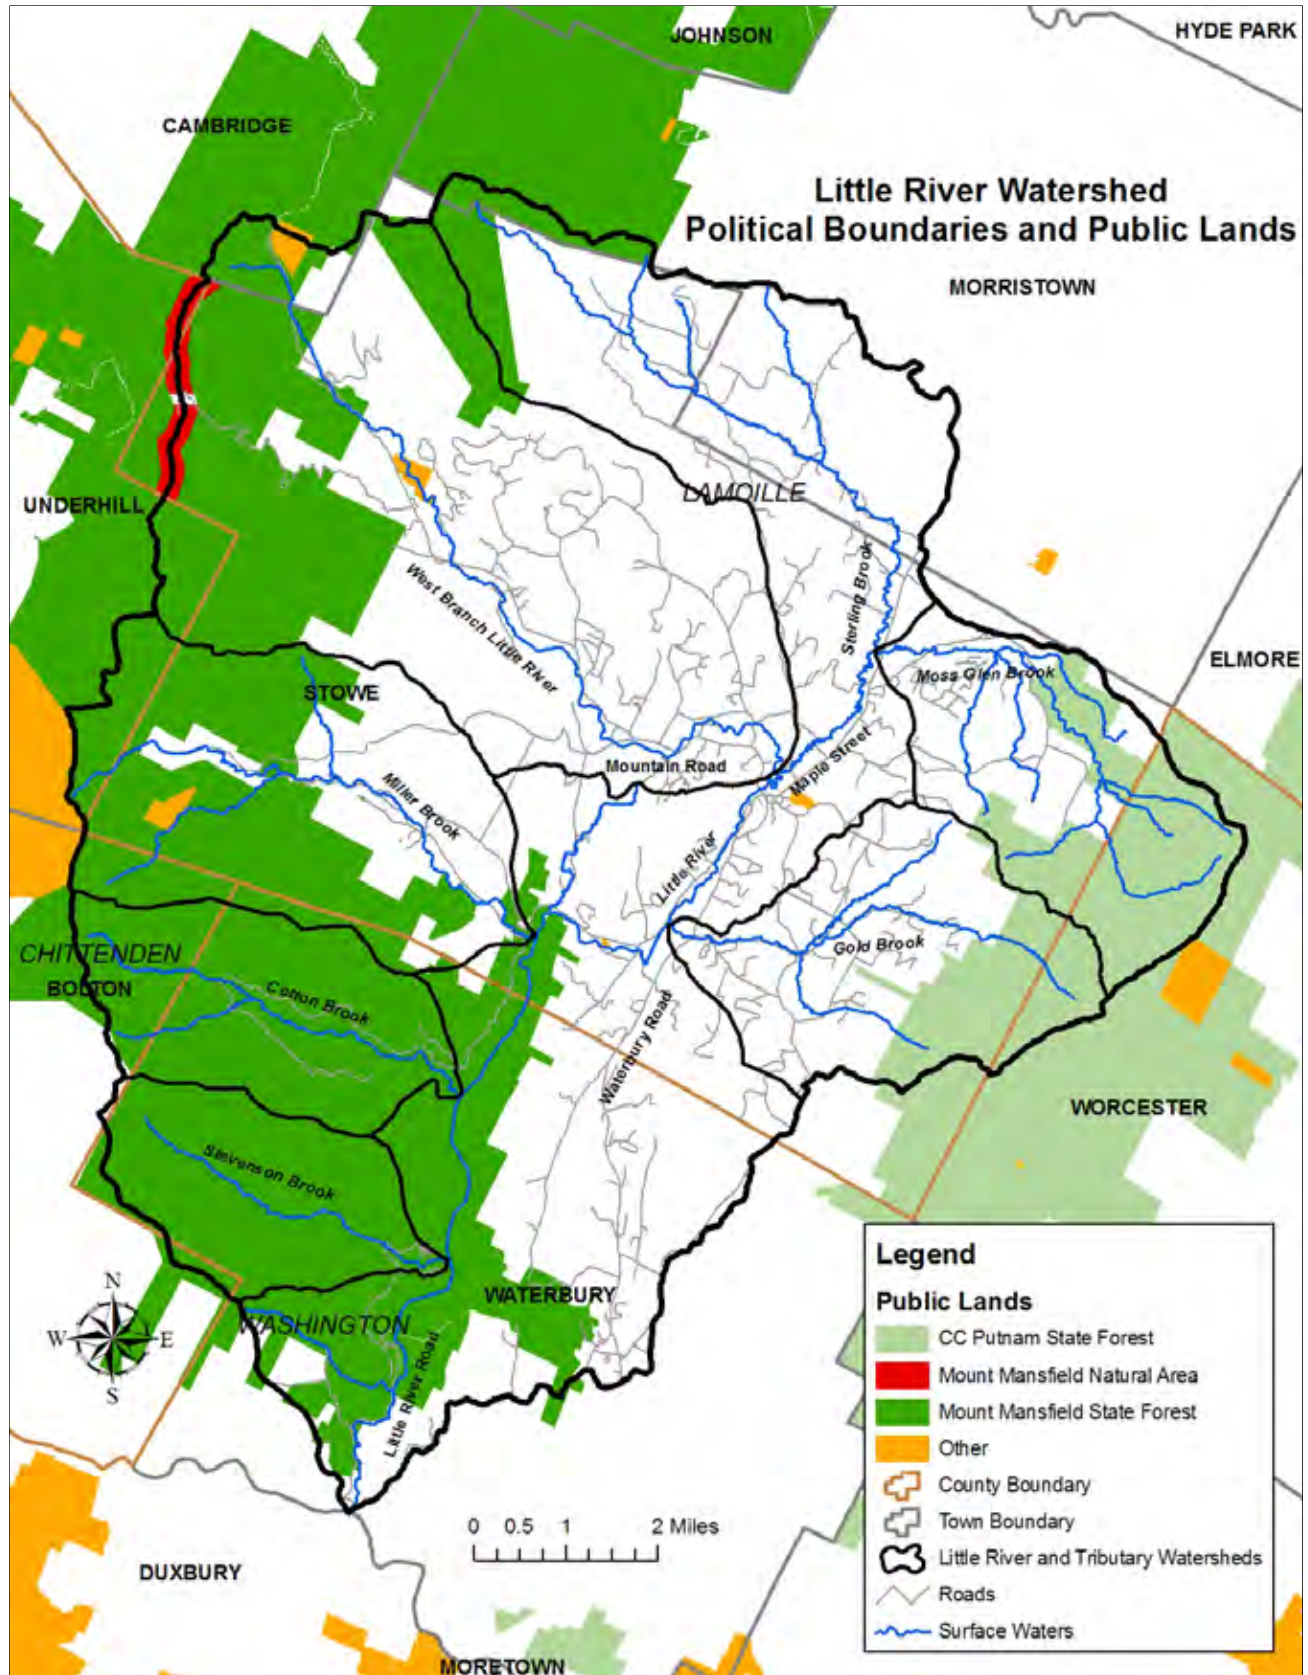 JOHNSON
HYDE PARK
CAMBRIDGE
Little River Watershed
Political Boundaries and Public Lands
MORRISTOWN
UNDERHILL
LAMOILLE
Sterling Brook
West Branch Little River
Moss Glen Brook
ELMORE
STOWE
Mountain Road
Maple Street
Miller Brook
Little River
Gold Brook
CHITTENDEN
BOLTON
Cotton Brook
Waterbury Road
WORCESTER
Stevenson Brook
WATERBURY
WASHINGTON
Little River Road
N
W
E
S
Legend
Public Lands
CC Putnam State Forest
Mount Mansfield Natural Area
Mount Mansfield State Forest
Other
County Boundary
Town Boundary
Little River and Tributary Watersheds
Roads
Surface Waters
0 0.5 1 2 Miles
DUXBURY
MORETOWN